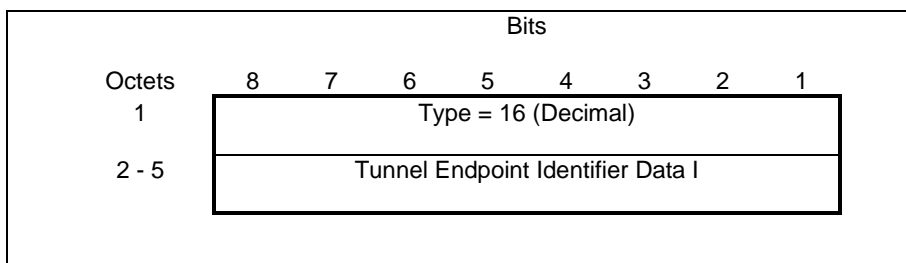 Bits
Octets 8 7 6 5 4 3 2 1
1 Type = 16 (Decimal)
2 - 5 Tunnel Endpoint Identifier Data I